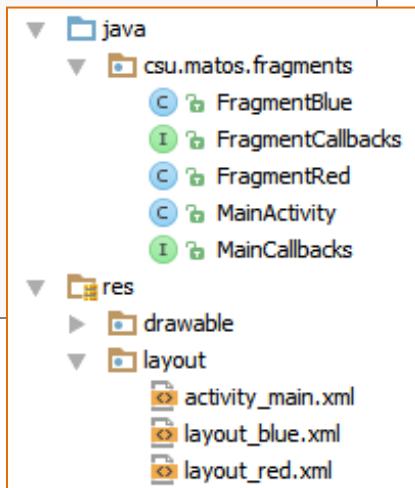 java
csu.matos.fragments
C FragmentBlue
I FragmentCallbacks
C FragmentRed
C MainActivity
I MainCallbacks
res
drawable
layout
activity_main.xml
layout_blue.xml
layout_red.xml